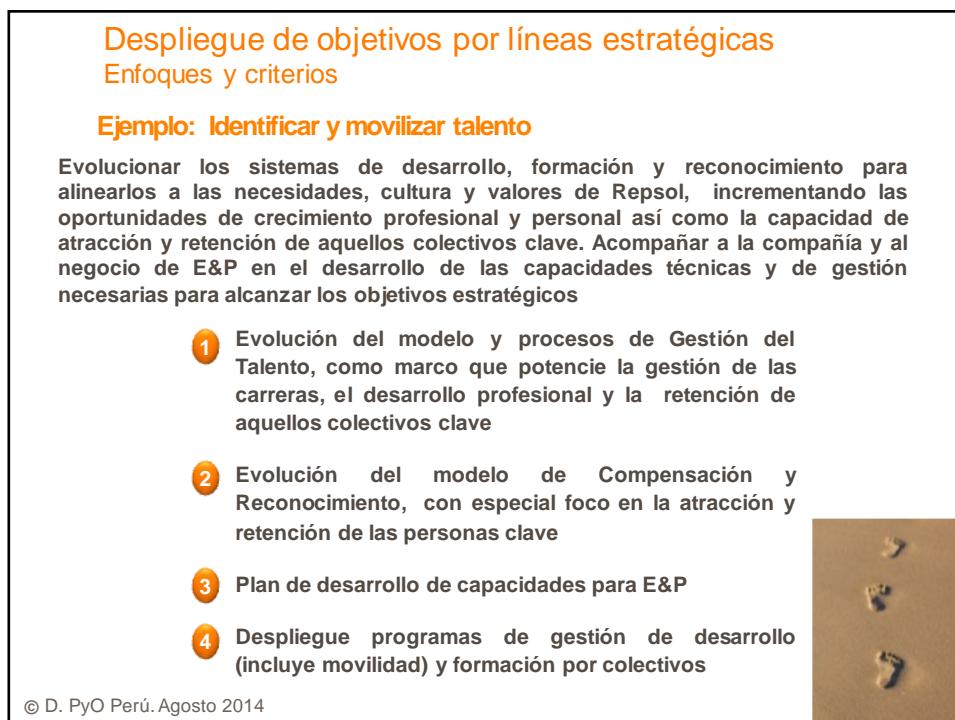 Despliegue de objetivos por líneas estratégicas
Enfoques y criterios
Ejemplo: Identificar y movilizar talento
Evolucionar los sistemas de desarrollo, formación y reconocimiento para
alinearlos a las necesidades, cultura y valores de Repsol, incrementando las
oportunidades de crecimiento profesional y personal así como la capacidad de
atracción y retención de aquellos colectivos clave. Acompañar a la compañía y al
negocio de E&P en el desarrollo de las capacidades técnicas y de gestión
necesarias para alcanzar los objetivos estratégicos
1 Evolución del modelo y procesos de Gestión del
Talento, como marco que potencie la gestión de las
carreras, el desarrollo profesional y la retención de
aquellos colectivos clave
2 Evolución del modelo de Compensación y
Reconocimiento, con especial foco en la atracción y
retención de las personas clave
3 Plan de desarrollo de capacidades para E&P
4 Despliegue programas de gestión de desarrollo
(incluye movilidad) y formación por colectivos
© D. PyO Perú. Agosto 2014